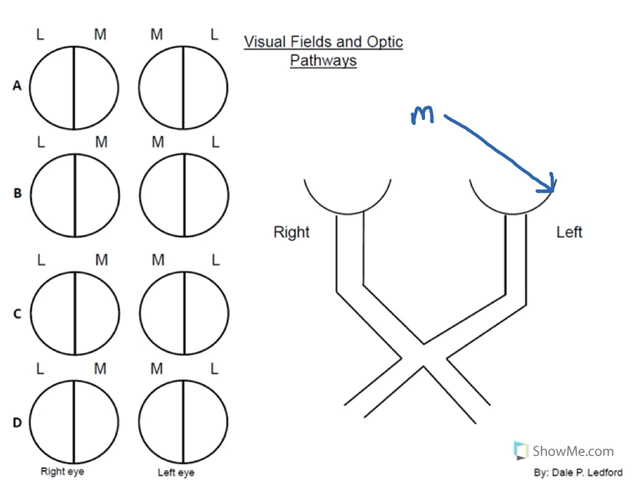 L M M L
Visual Fields and Optic
Pathways
A
M
L M M L
B
Right
Left
L M M L
C
L M M L
D
Right eye
Left eye
ShowMe.com
By: Dale P. Ledford